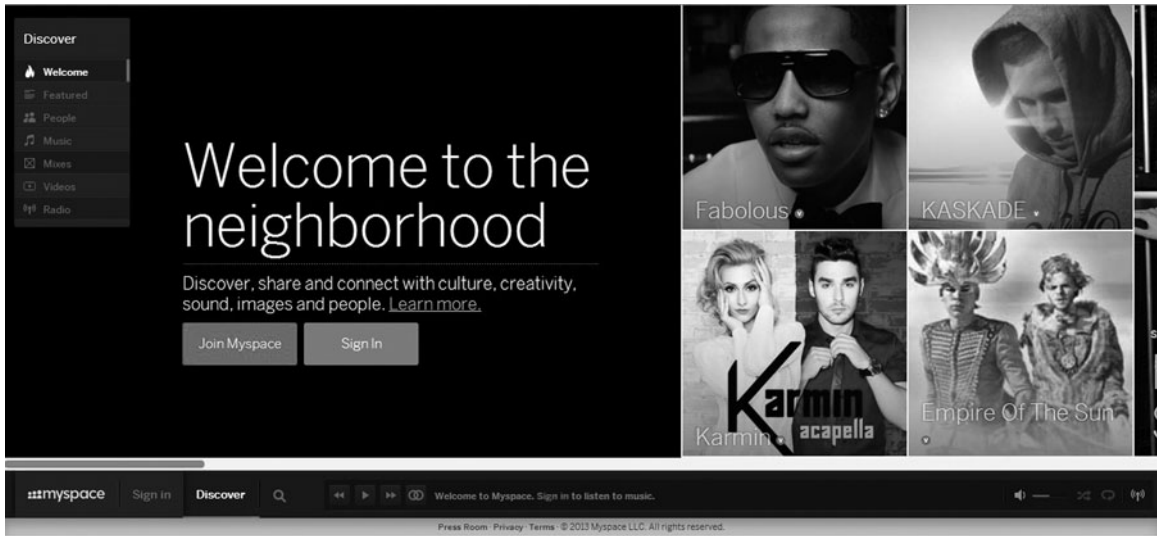 Discover
Welcome
Featured
People
Music
Mixes
Videos
Radio
Welcome to the
neighborhood
Discover, share and connect with culture, creativity,
sound, images and people. Learn more.
Join Myspace
Sign In
Fabolous
KASKADE
Karmin
acapella
Karmin
Empire Of The Sun
myspace
Sign in
Discover
Welcome to Myspace. Sign in to listen to music.
Press Room · Privacy · Terms · © 2013 Myspace LLC. All rights reserved.